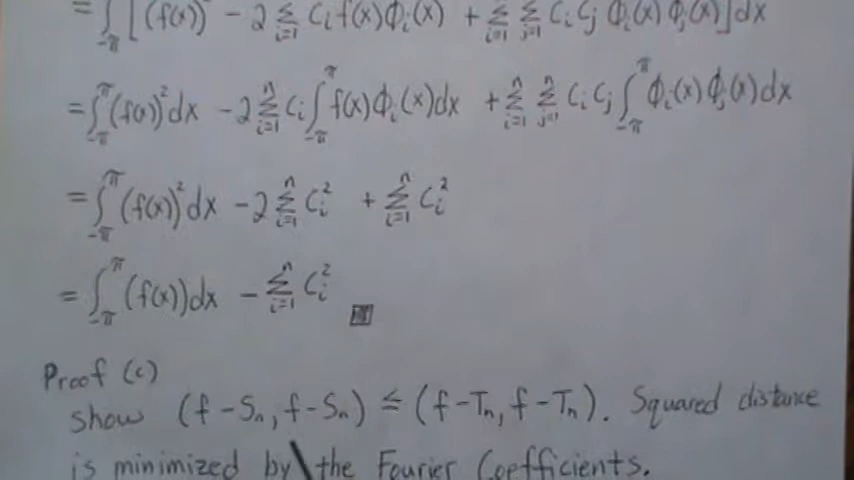 = ∫_{-π} [(f(x))² - 2 Σ_{i=1} C_i f(x) Φ_i(x) + Σ_{i=1} Σ_{j=1} C_i C_j Φ_i(x) Φ_j(x)] dx
= ∫_{-π}^{π} (f(x))² dx - 2 Σ_{i=1}^{n} C_i ∫_{-π}^{π} f(x) Φ_i(x) dx + Σ_{i=1}^{n} Σ_{j=1}^{n} C_i C_j ∫_{-π}^{π} Φ_i(x) Φ_j(x) dx
= ∫_{-π}^{π} (f(x))² dx - 2 Σ_{i=1}^{n} C_i² + Σ_{i=1}^{n} C_i²
= ∫_{-π}^{π} (f(x)) dx - Σ_{i=1}^{n} C_i²
Proof (c)
show (f - S_n, f - S_n) ≤ (f - T_n, f - T_n). Squared distance
is minimized by the Fourier Coefficients.